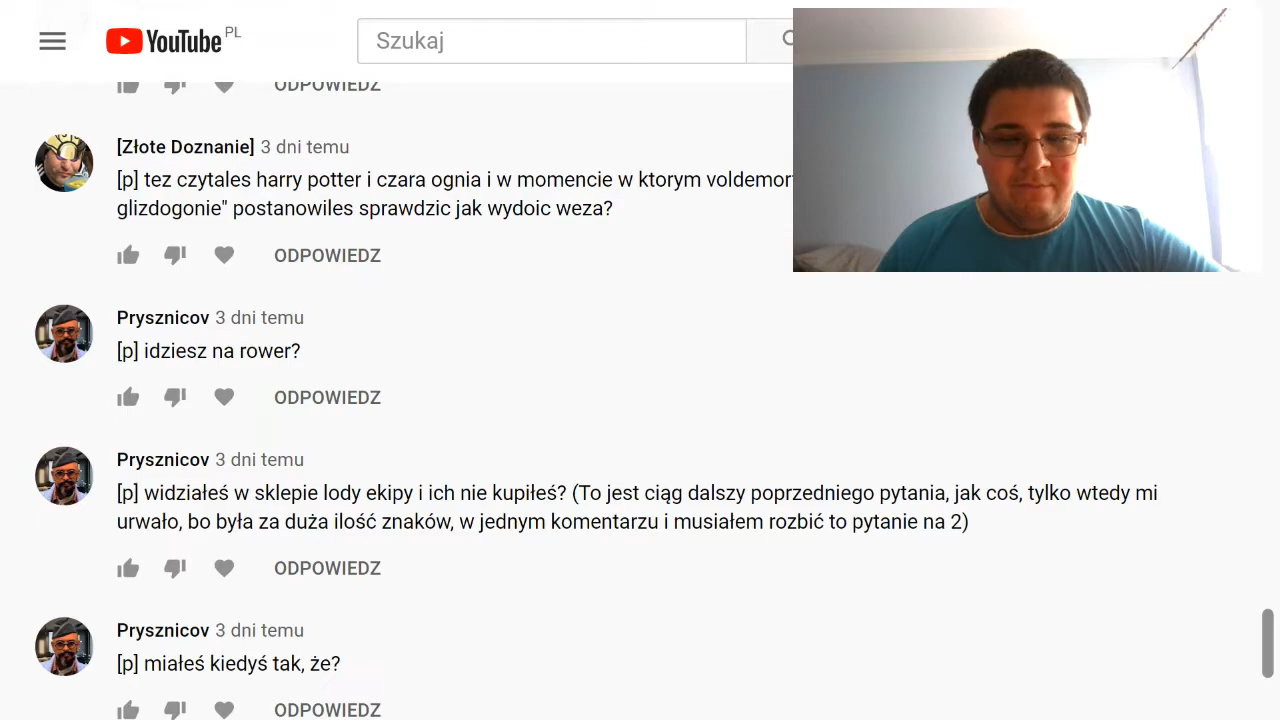 YouTube PL
Szukaj
ODPOWIEDZ
[Złote Doznanie] 3 dni temu
[p] tez czytales harry potter i czara ognia i w momencie w ktorym
glizdogonie" postanowiles sprawdzic jak wydoic weza?
ODPOWIEDZ
Prysznicov 3 dni temu
[p] idziesz na rower?
ODPOWIEDZ
Prysznicov 3 dni temu
[p] widziałeś w sklepie lody ekipy i ich nie kupiłeś? (To jest ciąg dalszy poprzedniego pytania, jak coś, tylko wtedy mi
urwało, bo była za duża ilość znaków, w jednym komentarzu i musiałem rozbić to pytanie na 2)
ODPOWIEDZ
Prysznicov 3 dni temu
[p] miałeś kiedyś tak, że?
ODPOWIEDZ